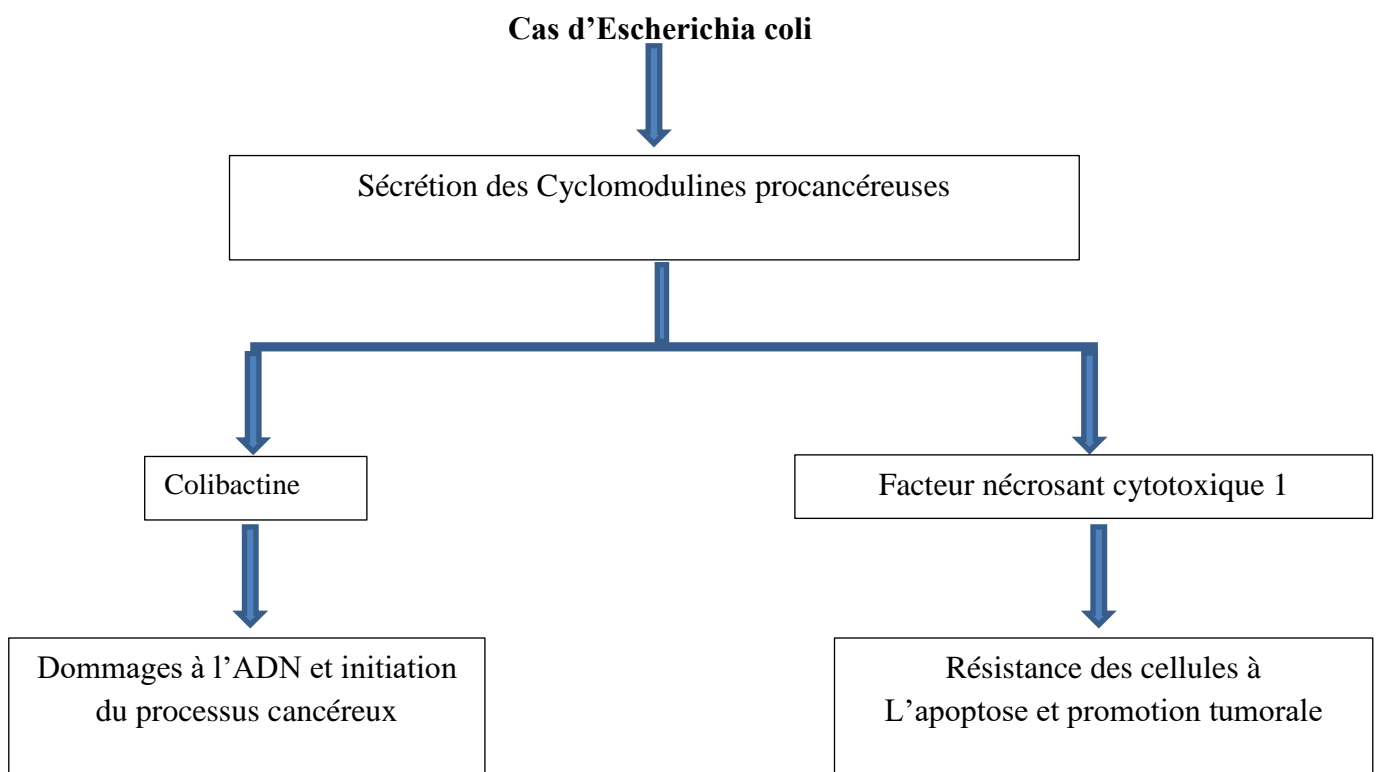 Cas d’Escherichia coli
Sécrétion des Cyclomodulines procancéreuses
Colibactine
Facteur nécrosant cytotoxique 1
Dommages à l’ADN et initiation
du processus cancéreux
Résistance des cellules à
L’apoptose et promotion tumorale